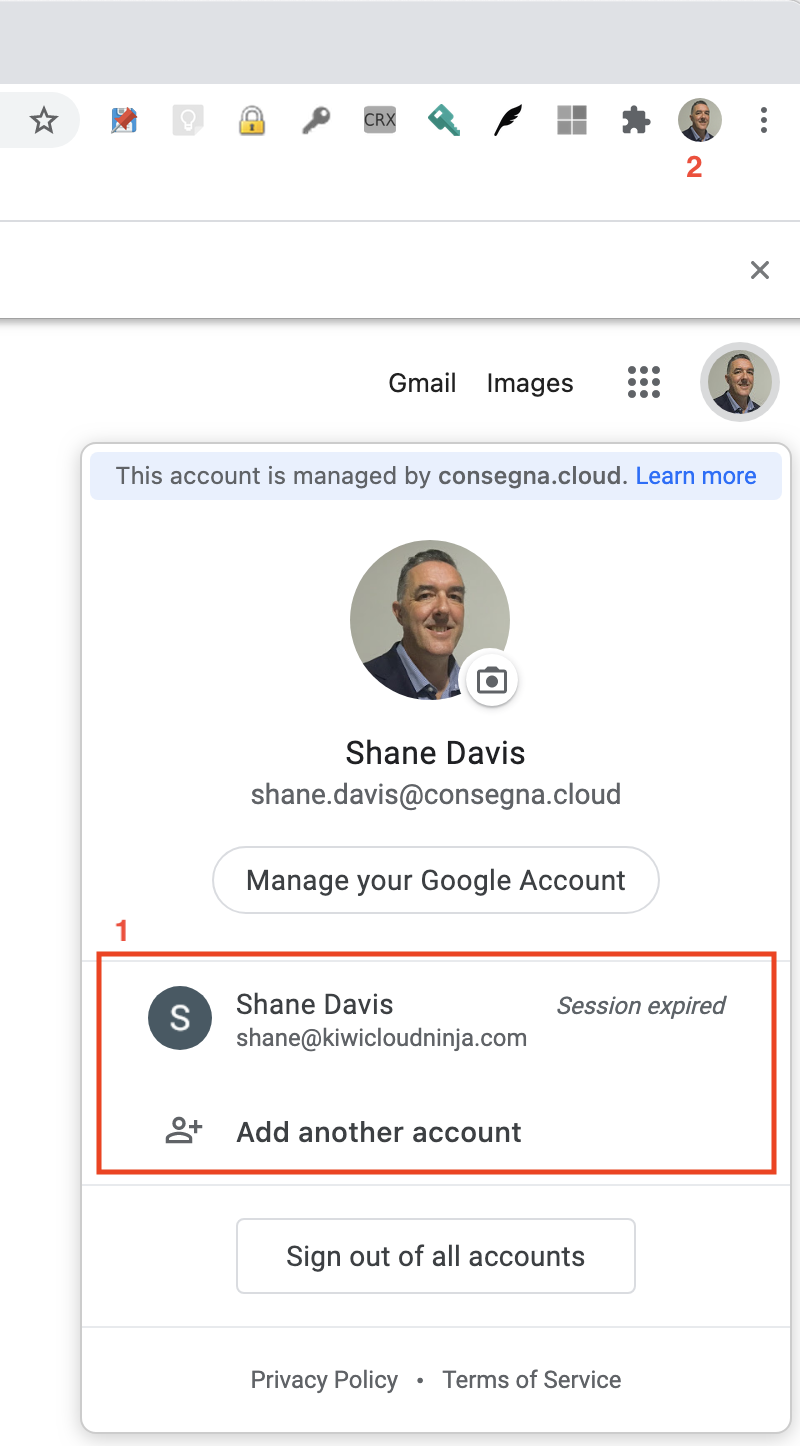 CRX
2
Gmail Images
This account is managed by consegna.cloud. Learn more
Shane Davis
shane.davis@consegna.cloud
Manage your Google Account
1
S Shane Davis Session expired
shane@kiwicloudninja.com
Add another account
Sign out of all accounts
Privacy Policy • Terms of Service